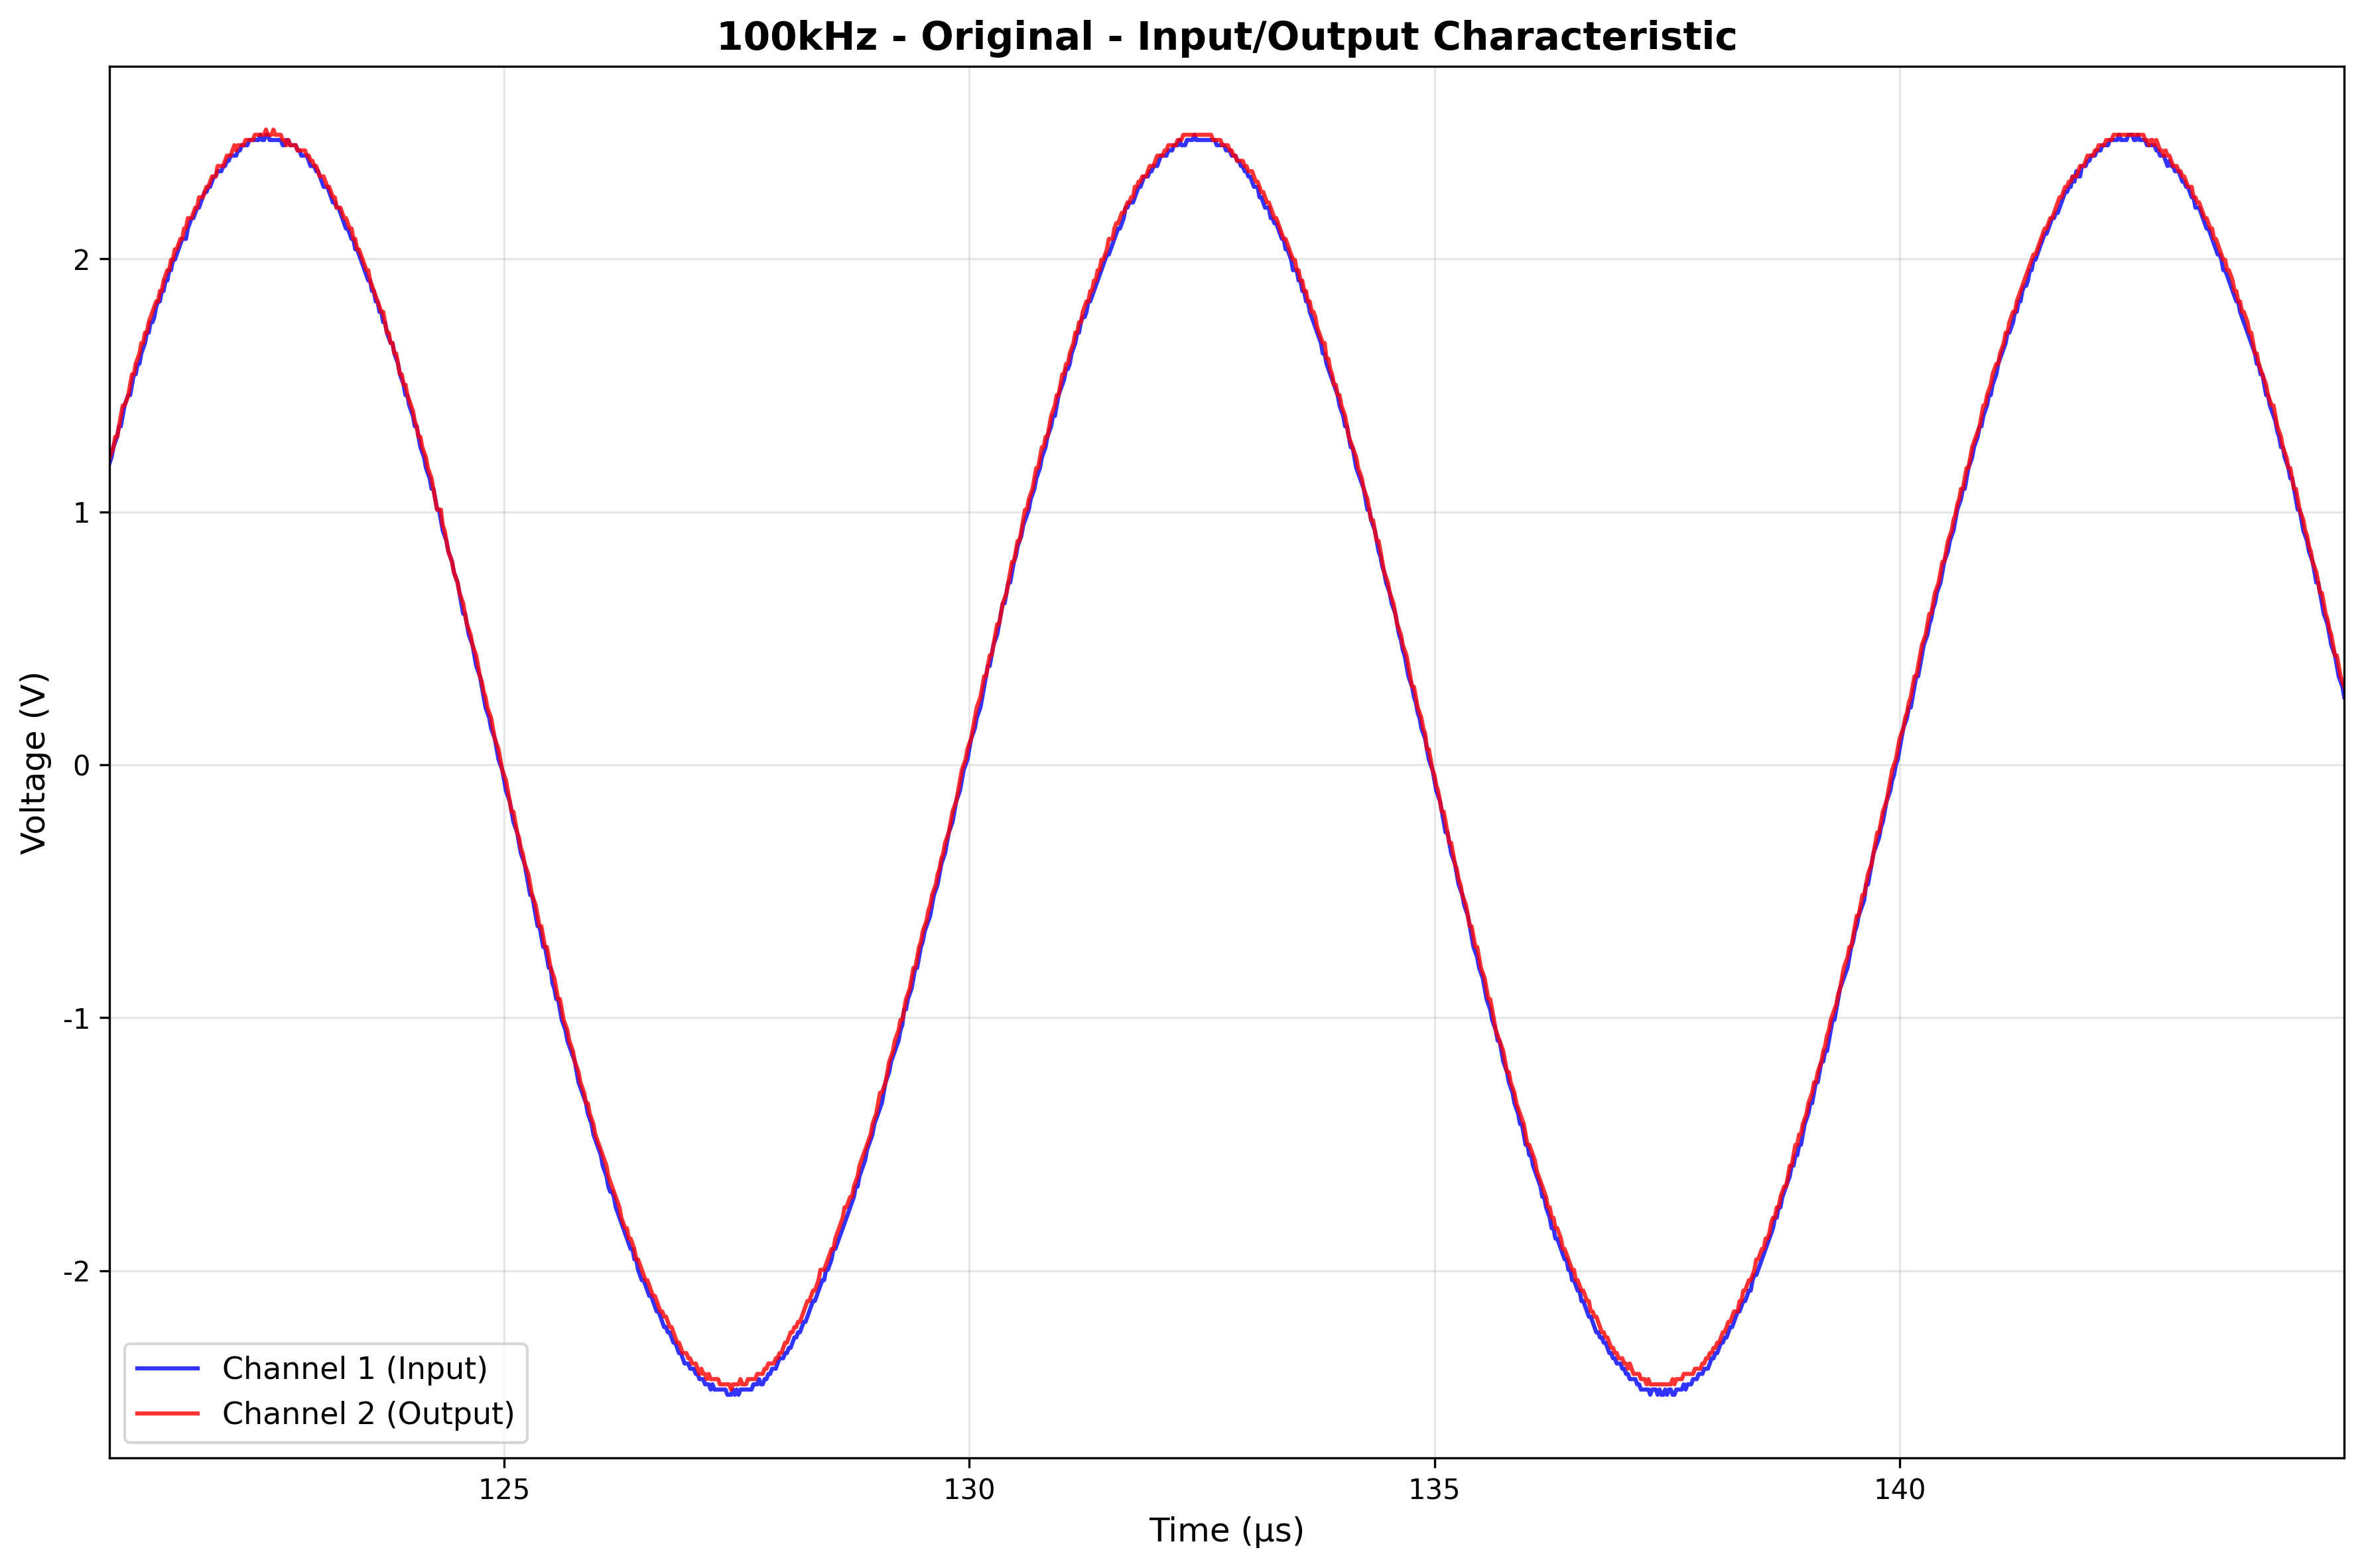 100kHz - Original - Input/Output Characteristic
2
1
0
-1
-2
Voltage (V)
Channel 1 (Input)
Channel 2 (Output)
125
130
135
140
Time (μs)